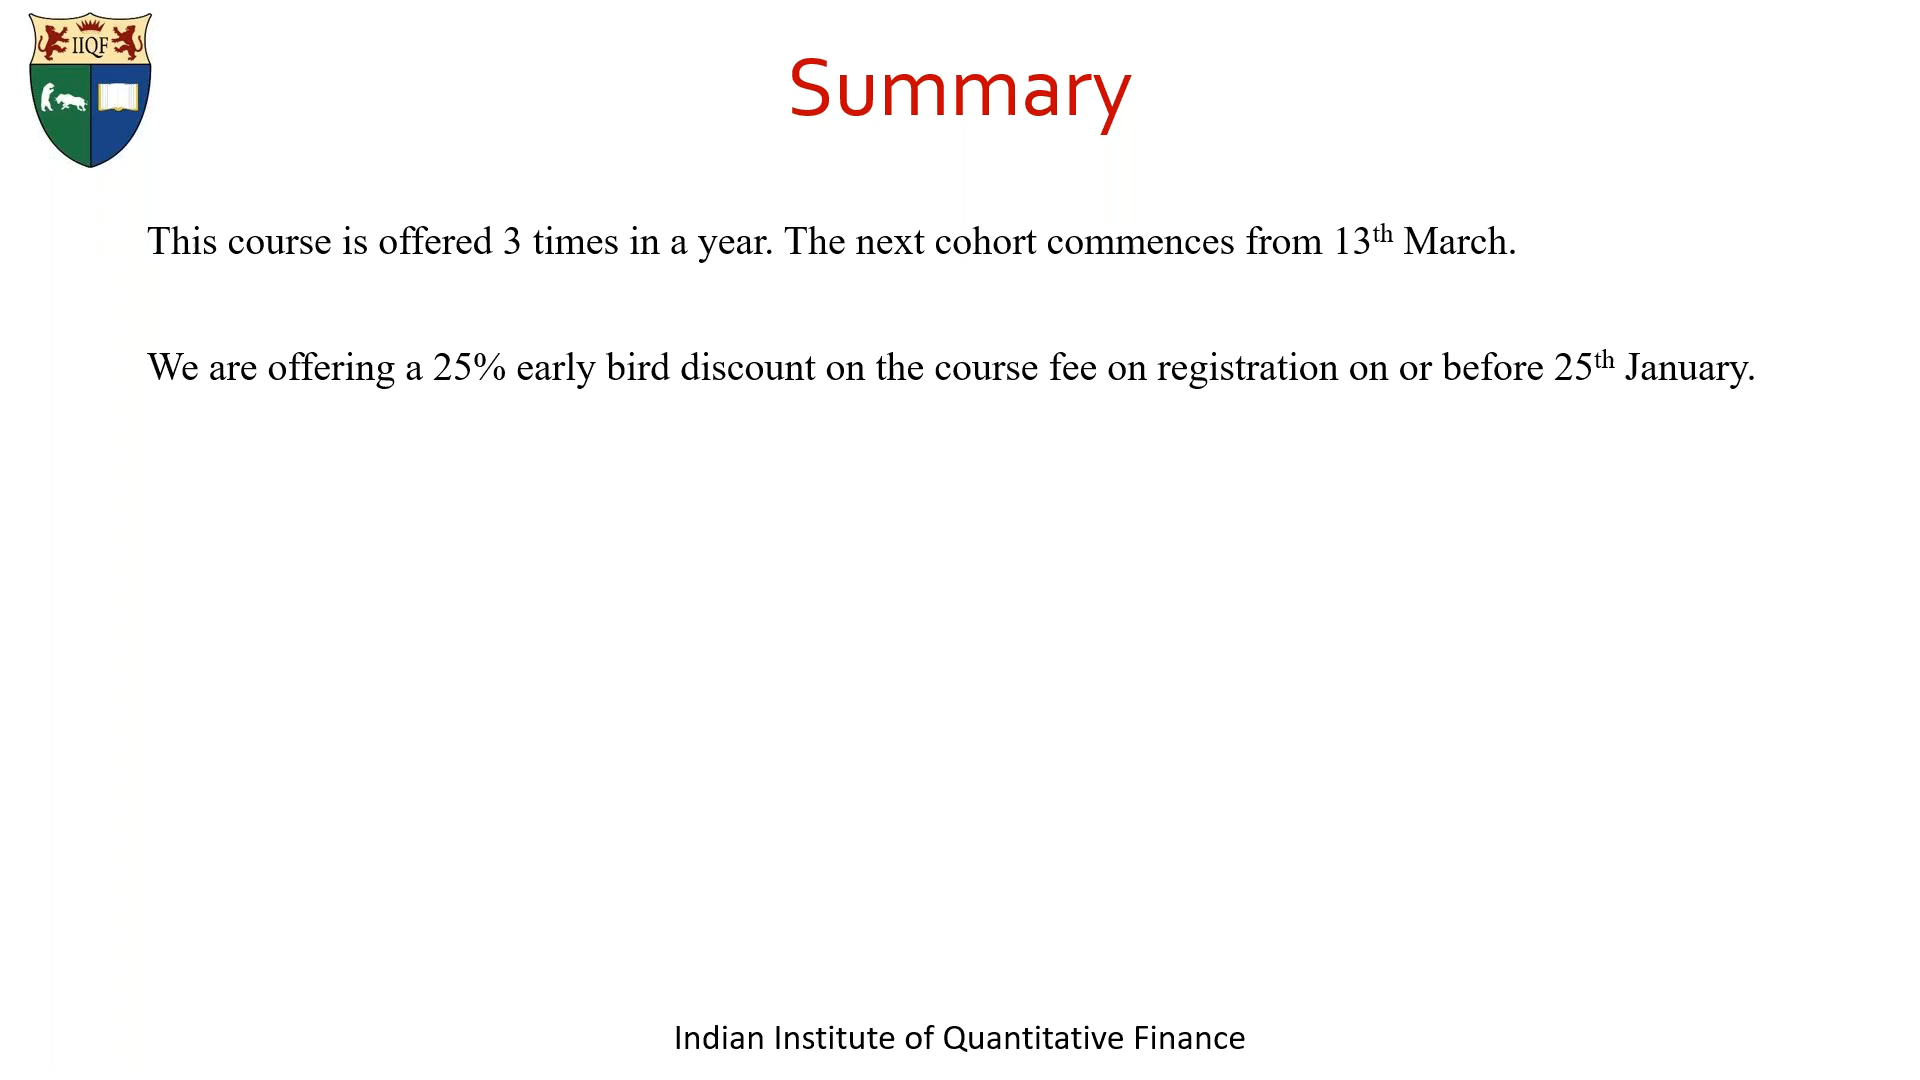 IIQF
Summary
This course is offered 3 times in a year. The next cohort commences from 13th March.
We are offering a 25% early bird discount on the course fee on registration on or before 25th January.
Indian Institute of Quantitative Finance